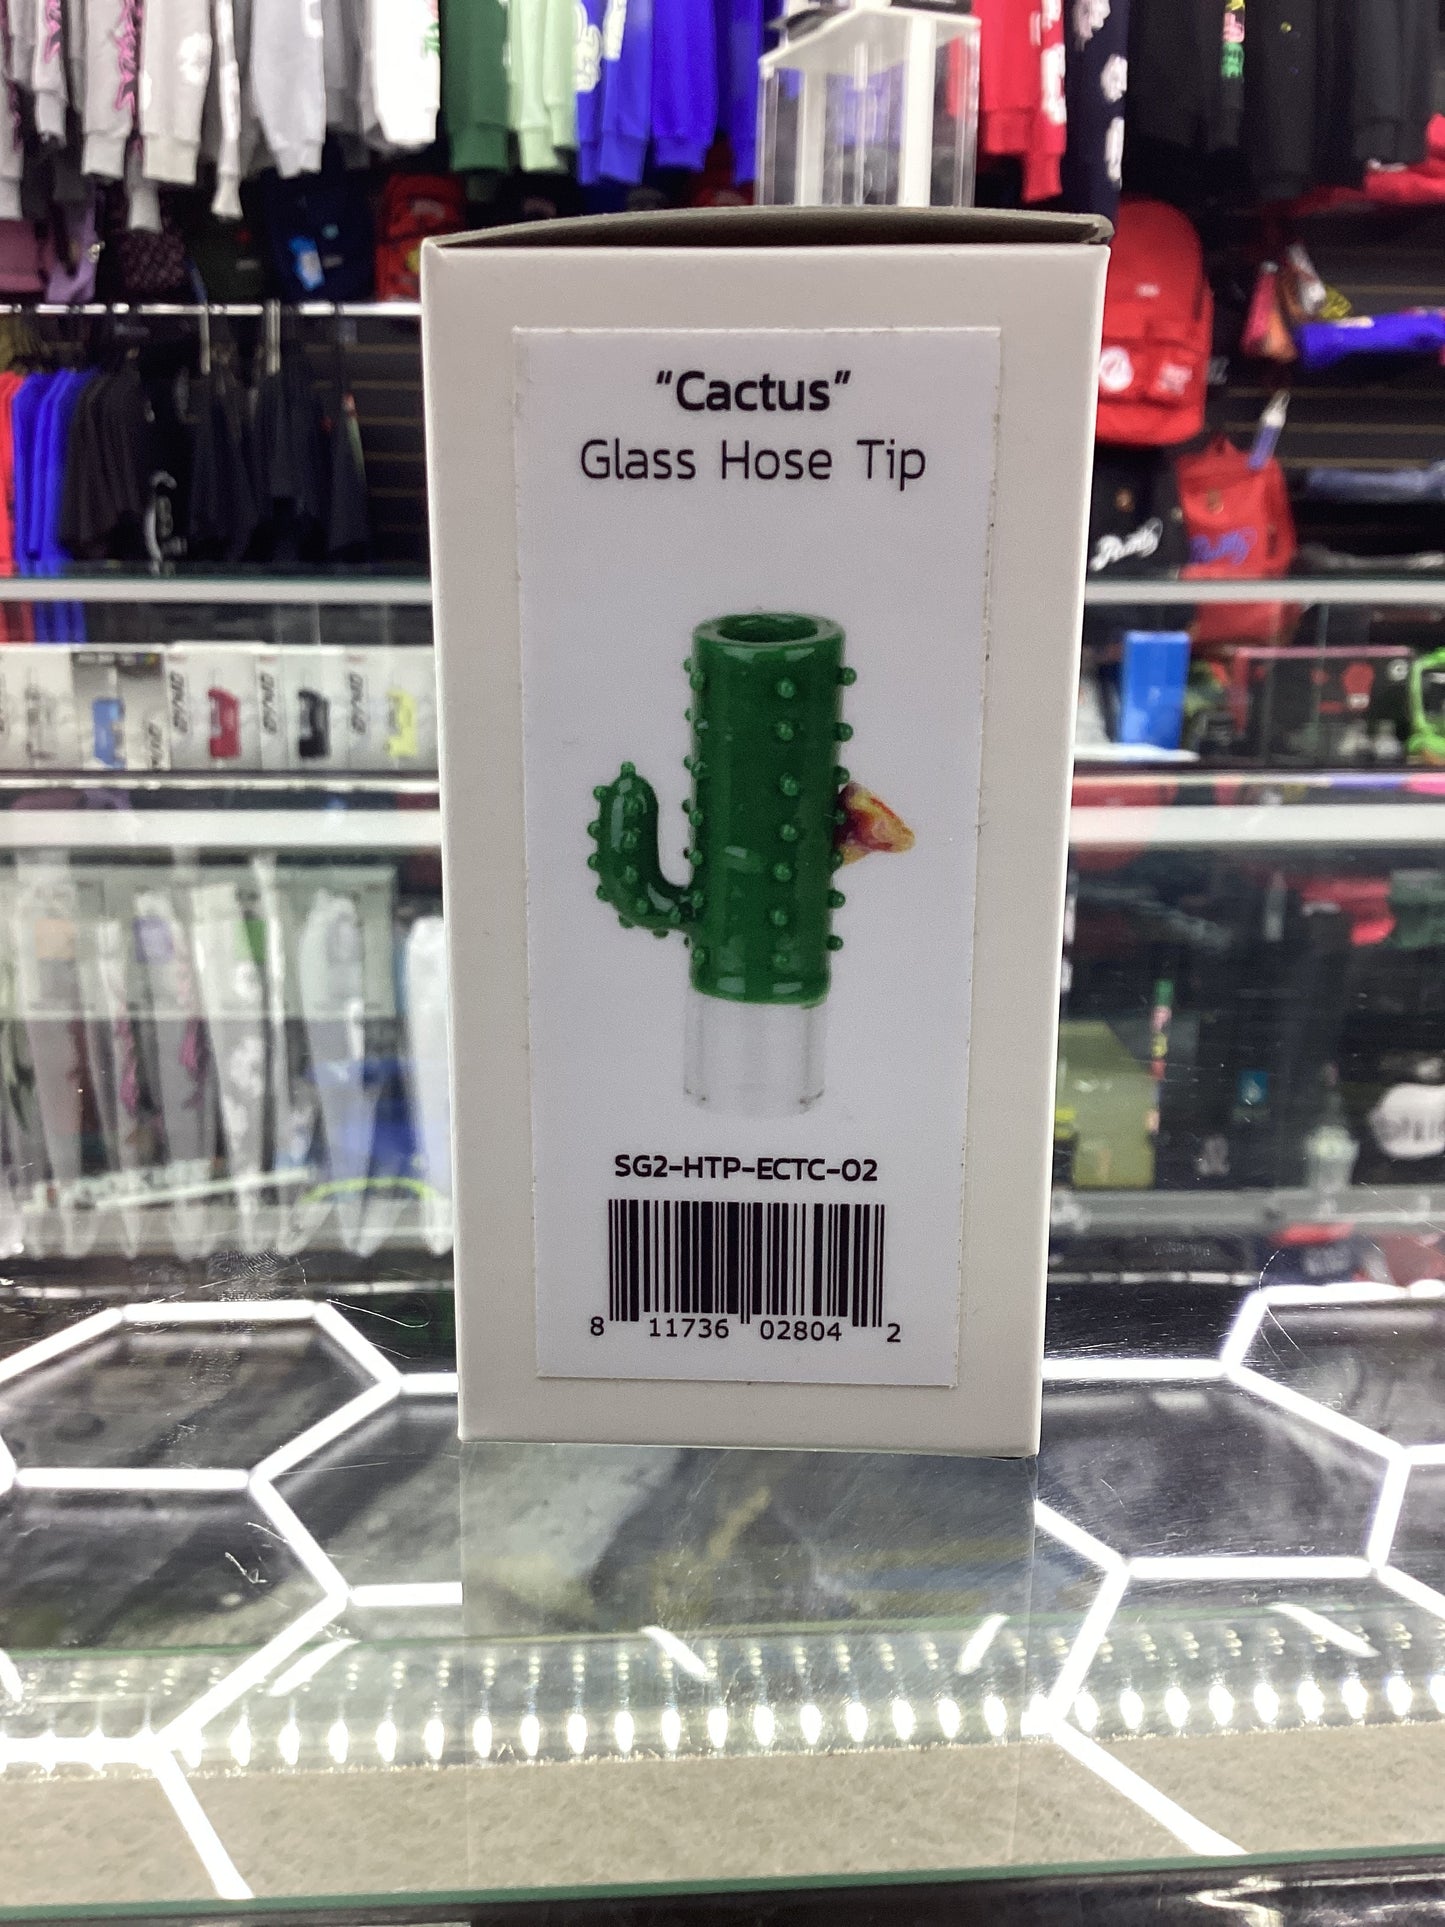 "Cactus"
Glass Hose Tip
SG2-HTP-ECTC-02
8 11736 02804 2